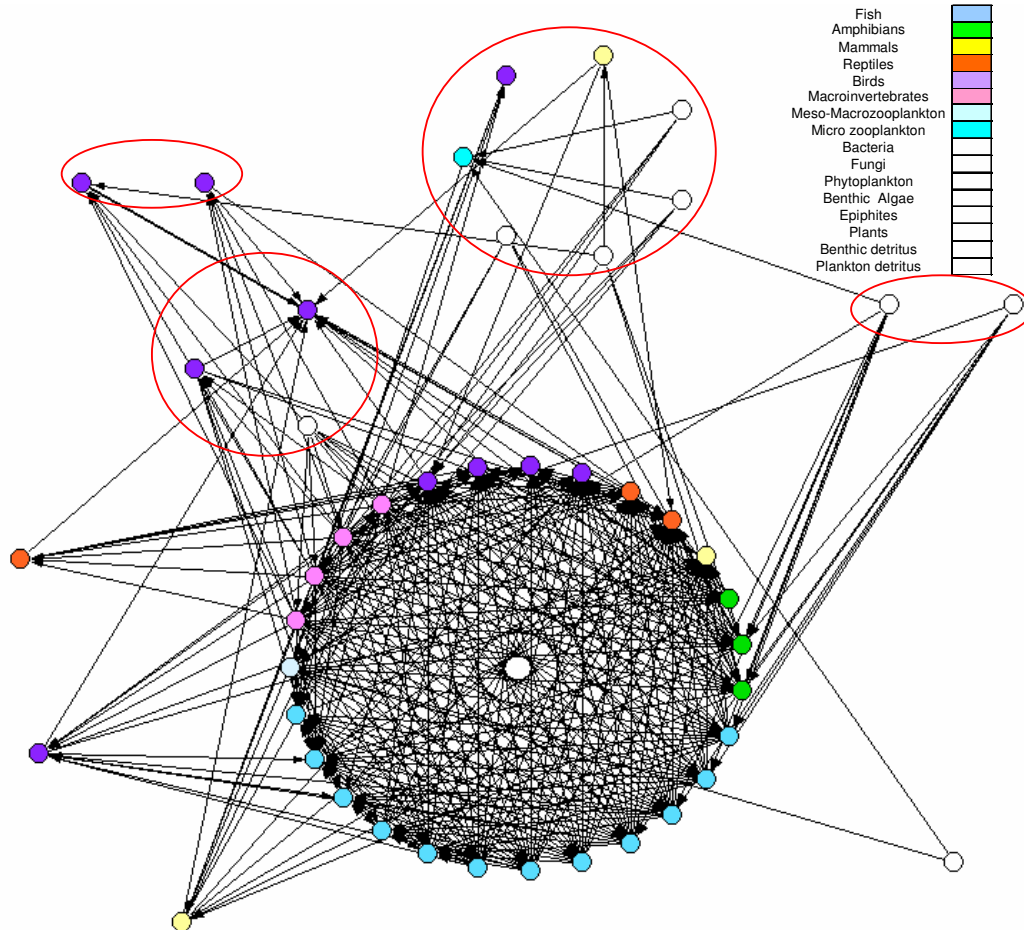 Fish
Amphibians
Mammals
Reptiles
Birds
Macroinvertebrates
Meso-Macrozooplankton
Micro zooplankton
Bacteria
Fungi
Phytoplankton
Benthic Algae
Epiphites
Plants
Benthic detritus
Plankton detritus